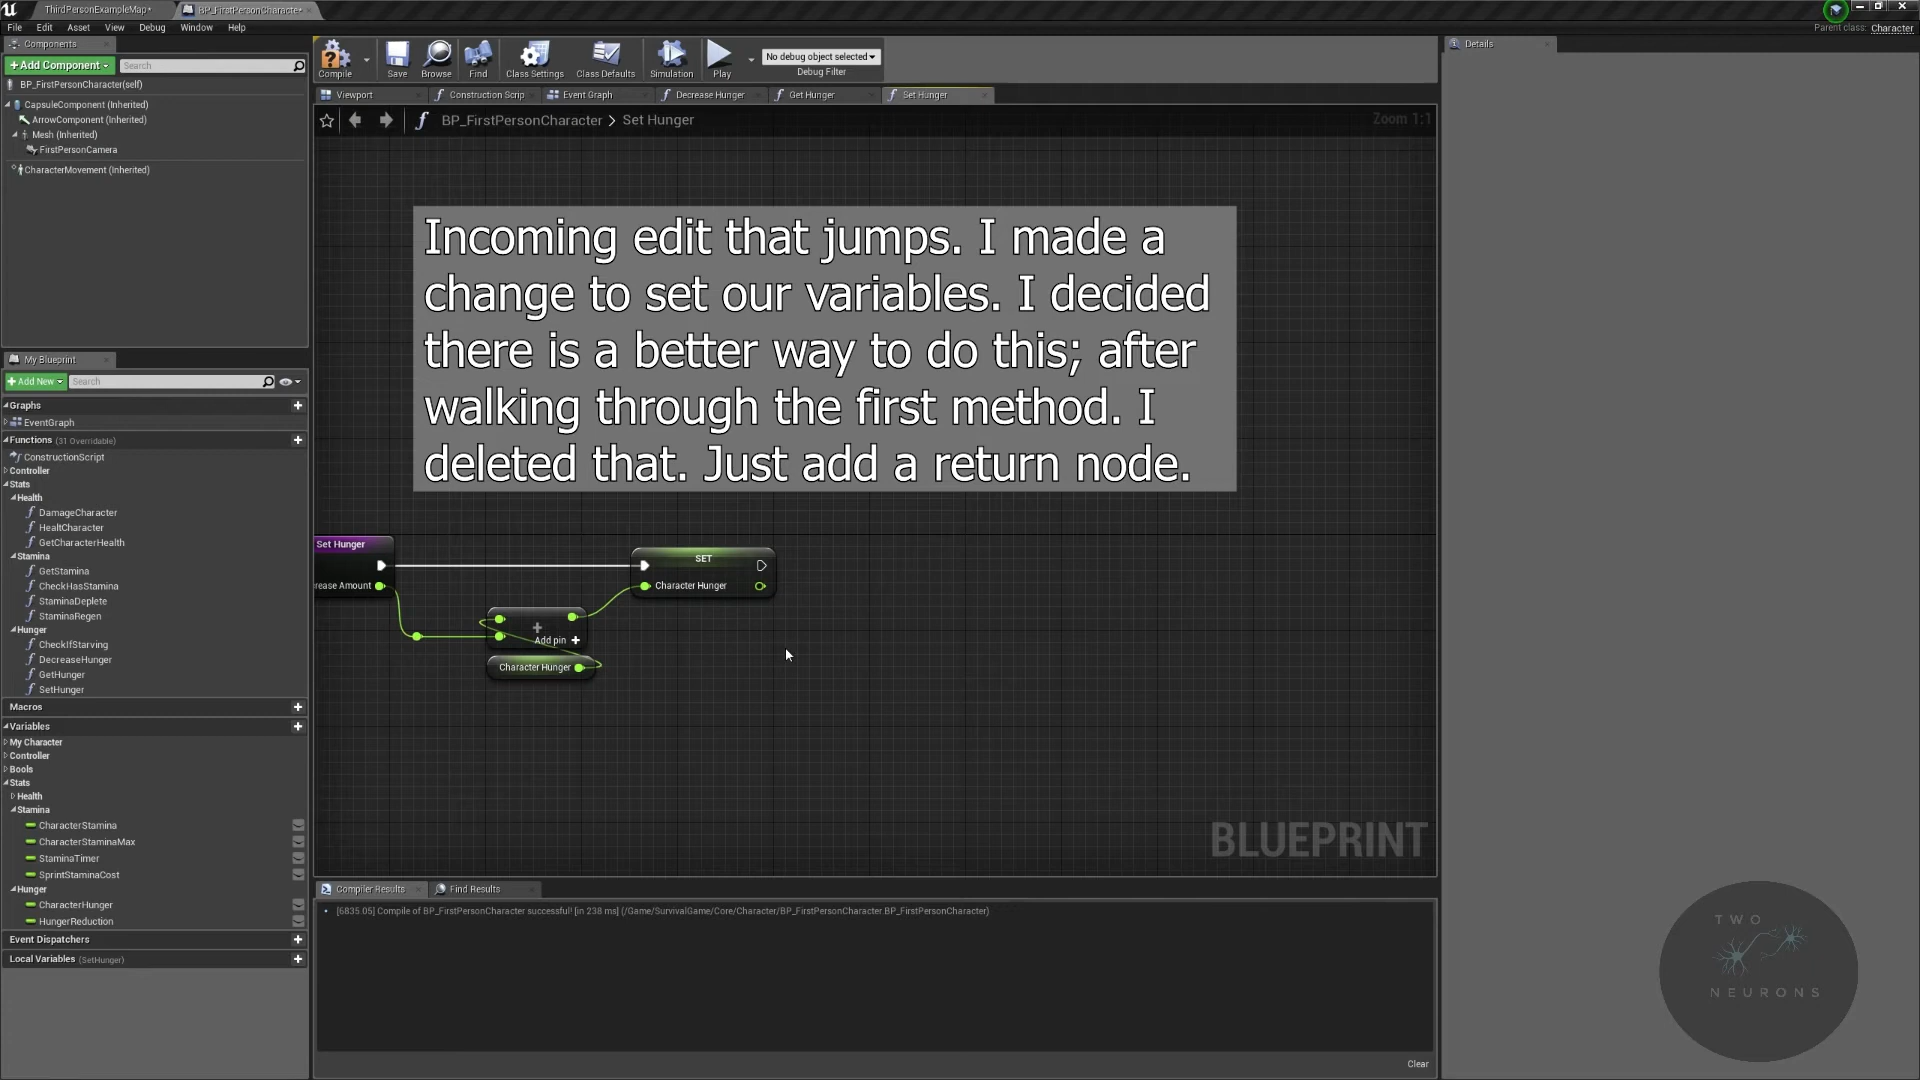 ThirdPersonExampleMap*
BP_FirstPersonCharacter*
File Edit Asset View Debug Window Help
Parent class: Character
Components
+Add Component
Search
BP_FirstPersonCharacter(self)
CapsuleComponent (Inherited)
ArrowComponent (Inherited)
Mesh (Inherited)
FirstPersonCamera
CharacterMovement (Inherited)
My Blueprint
+Add New
Search
Graphs
EventGraph
Functions (31 Overridable)
ConstructionScript
Controller
Stats
Health
DamageCharacter
HealtCharacter
GetCharacterHealth
Stamina
GetStamina
CheckHasStamina
StaminaDeplete
StaminaRegen
Hunger
CheckIfStarving
DecreaseHunger
GetHunger
SetHunger
Macros
Variables
My Character
Controller
Bools
Stats
Health
Stamina
CharacterStamina
CharacterStaminaMax
StaminaTimer
SprintStaminaCost
Hunger
CharacterHunger
HungerReduction
Event Dispatchers
Local Variables (SetHunger)
Compile Save Browse Find Class Settings Class Defaults Simulation Play
No debug object selected
Debug Filter
Viewport Construction Scrip Event Graph Decrease Hunger Get Hunger Set Hunger
BP_FirstPersonCharacter > Set Hunger
Zoom 1:1
Incoming edit that jumps. I made a
change to set our variables. I decided
there is a better way to do this; after
walking through the first method. I
deleted that. Just add a return node.
Set Hunger
rease Amount
SET
Character Hunger
Add pin +
Character Hunger
BLUEPRINT
Compiler Results
Find Results
[6835.05] Compile of BP_FirstPersonCharacter successful! [in 238 ms] (/Game/SurvivalGame/Core/Character/BP_FirstPersonCharacter.BP_FirstPersonCharacter)
Clear
Details
TWO
NEURONS